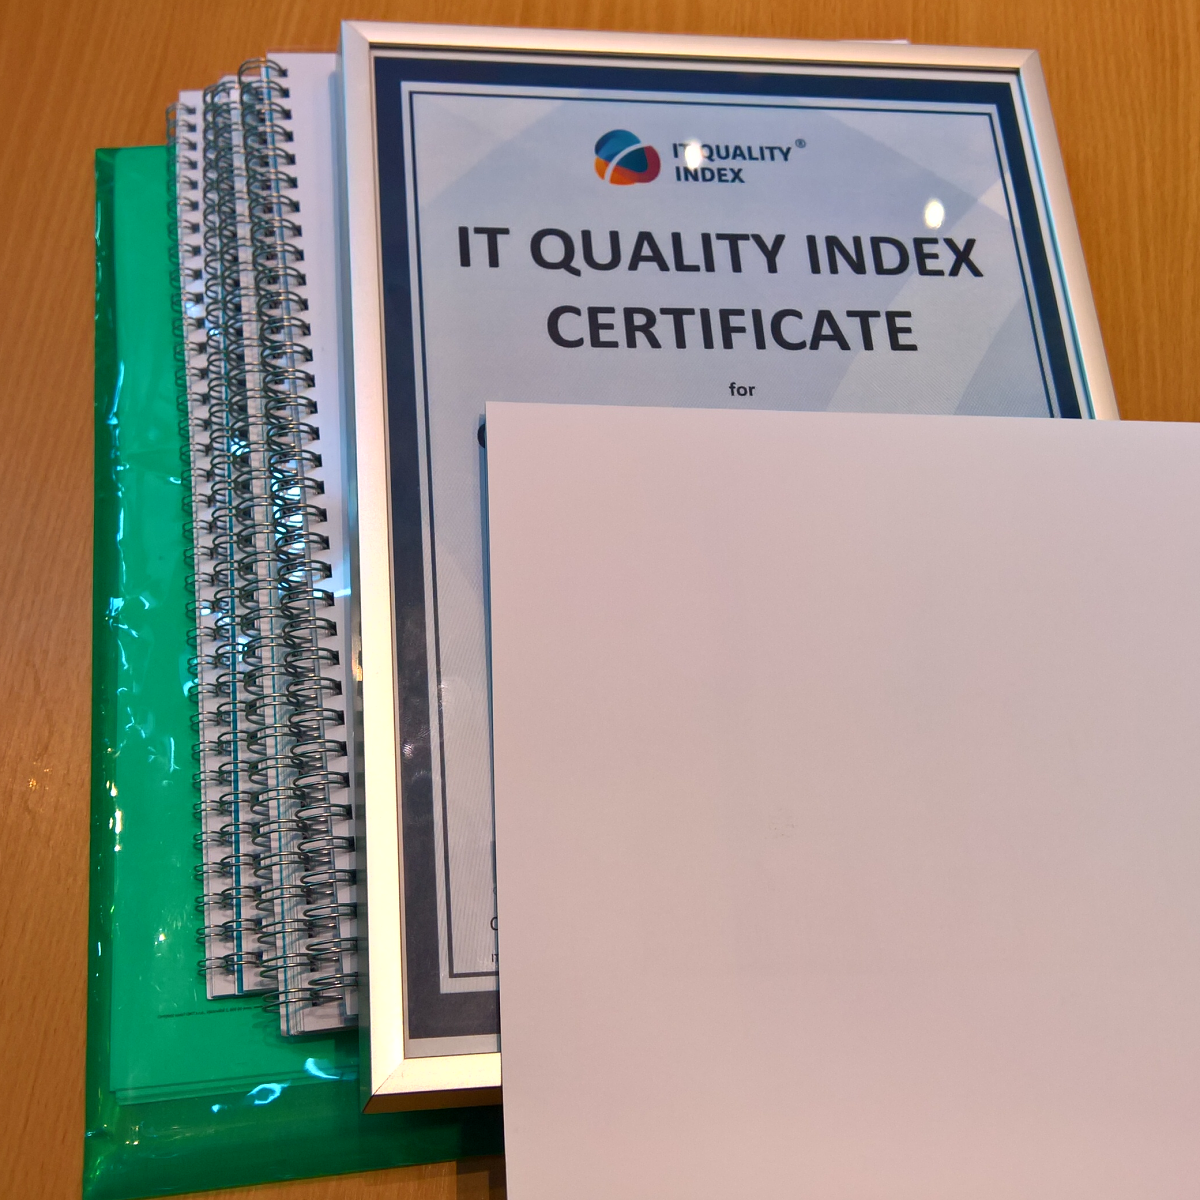 IT QUALITY®
INDEX
IT QUALITY INDEX
CERTIFICATE
for